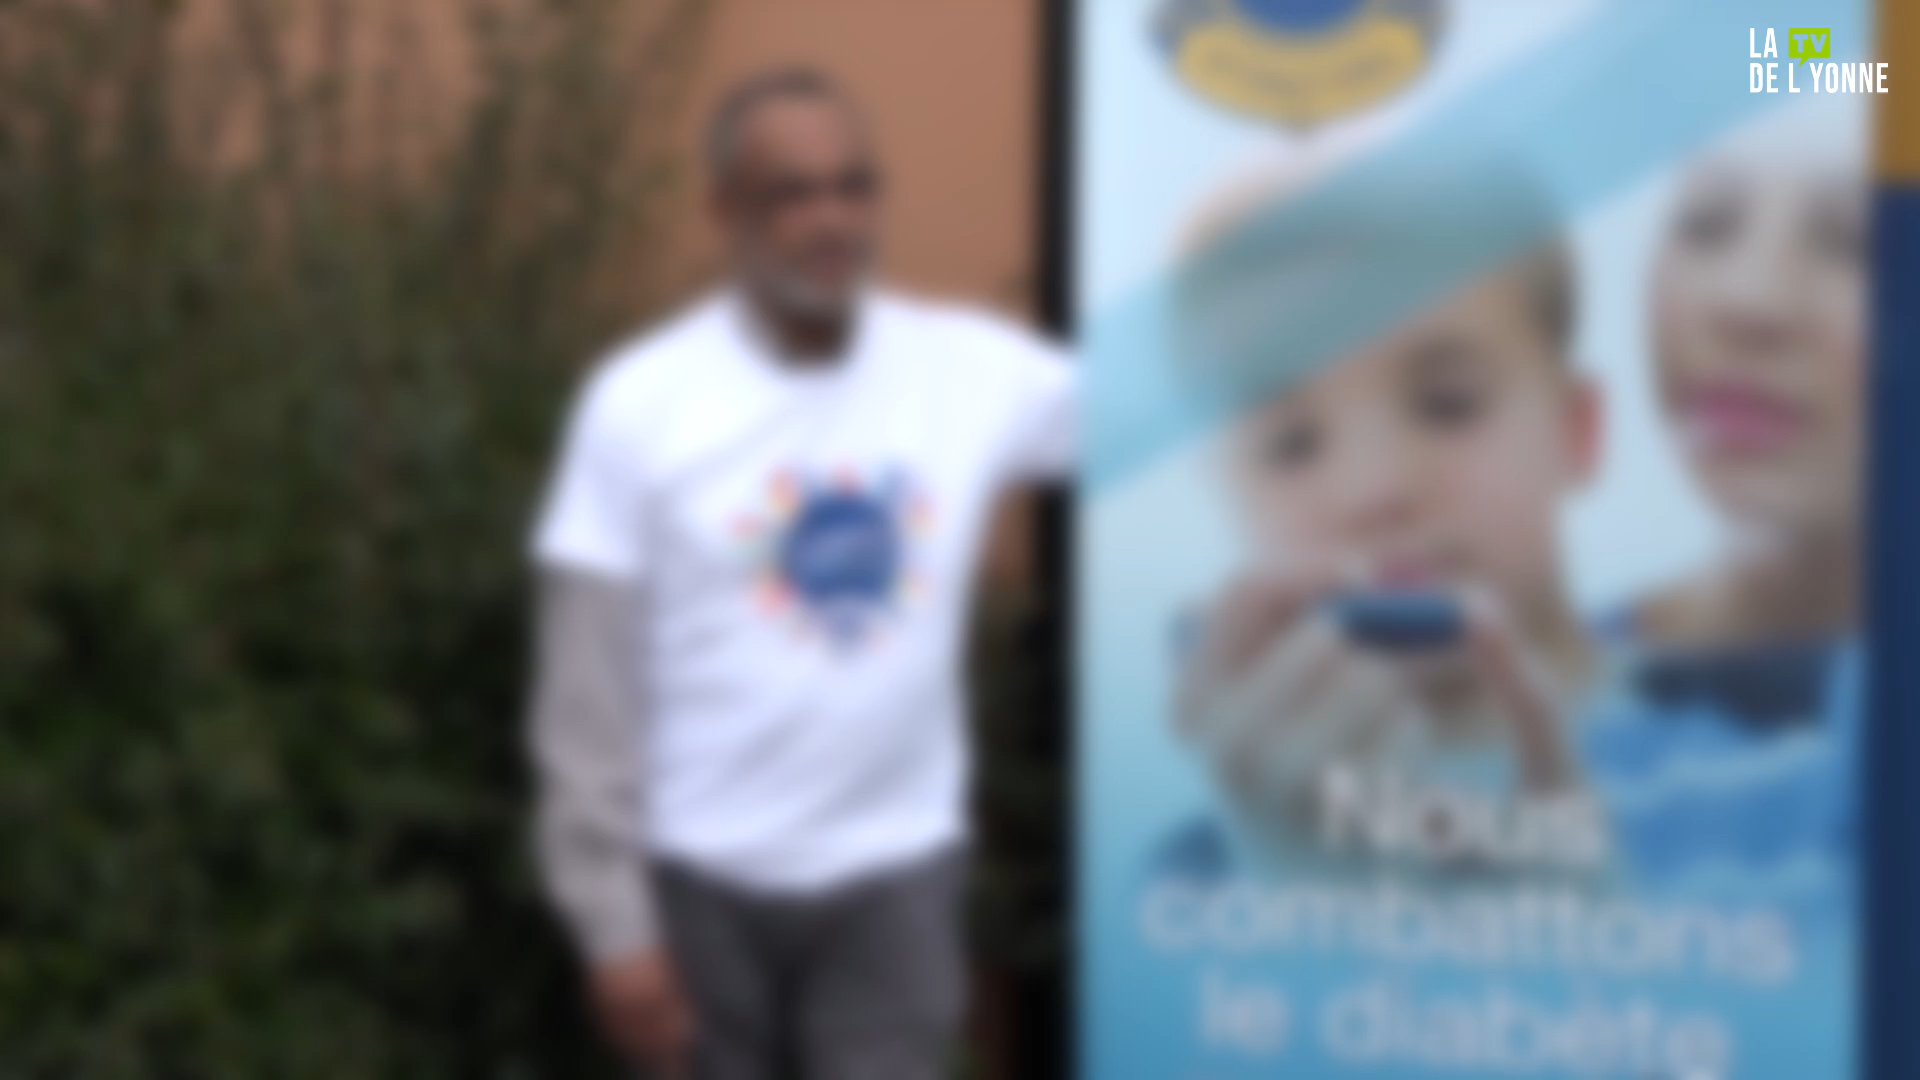 LA TV
DE L YONNE
Nous
combattons
le diabète